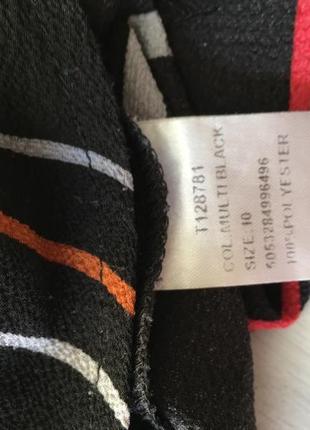 T128781
COL.MULTI BLACK
SIZE: 10
5053284996496
100%POLYESTER